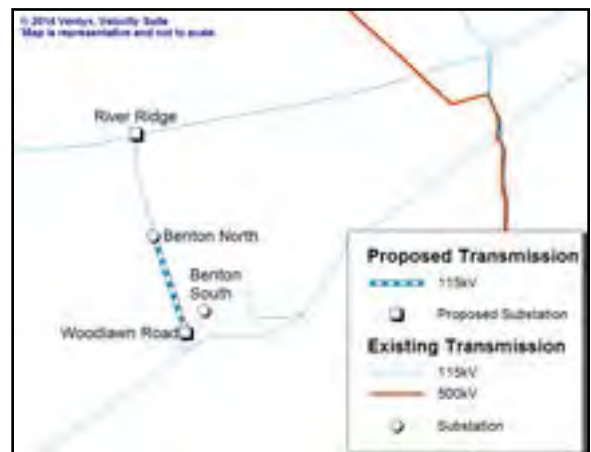 © 2014 Ventyx, Velocity Suite
Map is representative and not to scale.
River Ridge
Benton North
Benton
South
Woodlawn Road
Proposed Transmission
115kV
Proposed Substation
Existing Transmission
115kV
500kV
Substation